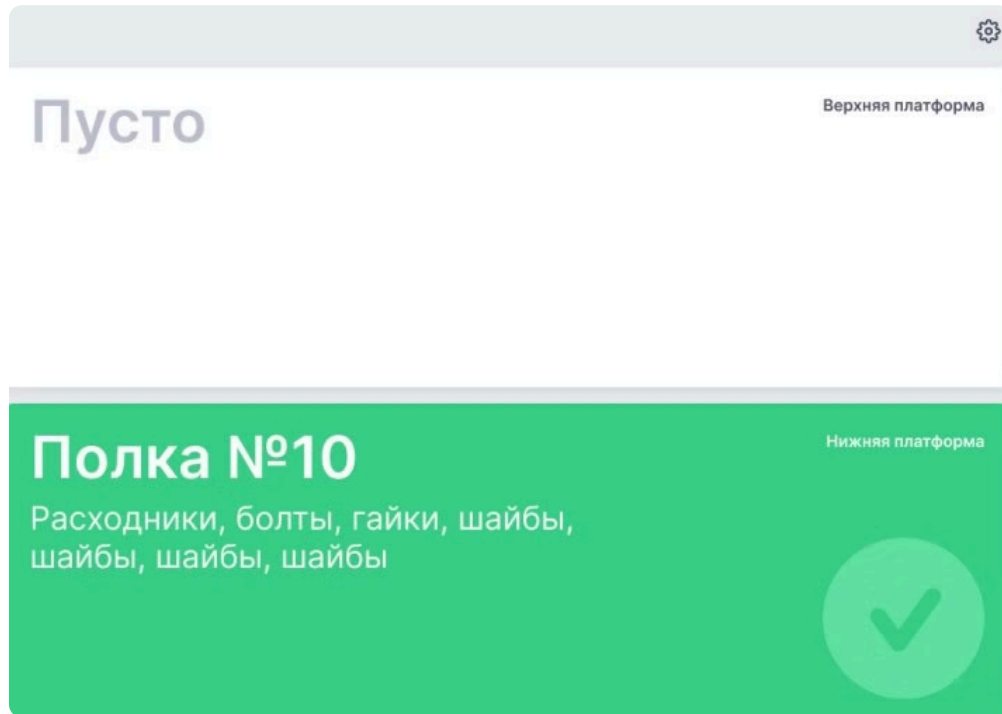 Пусто
Верхняя платформа
Полка №10
Нижняя платформа
Расходники, болты, гайки, шайбы,
шайбы, шайбы, шайбы